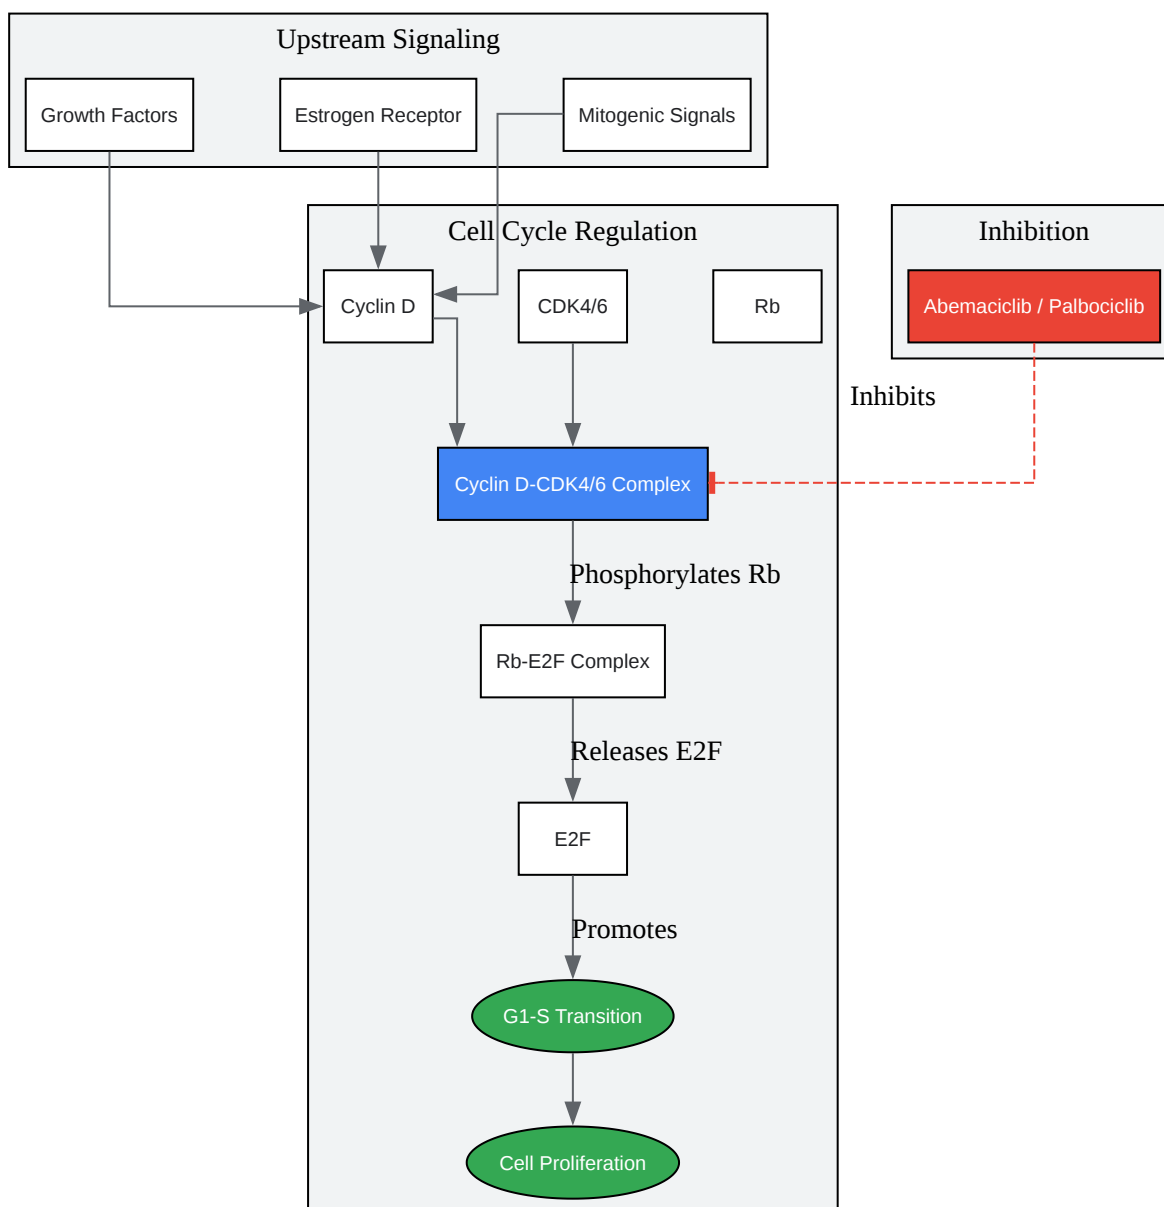 Upstream Signaling
Growth Factors
Estrogen Receptor
Mitogenic Signals
Cell Cycle Regulation
Inhibition
Cyclin D
CDK4/6
Rb
Abemaciclib / Palbociclib
Inhibits
Cyclin D-CDK4/6 Complex
Phosphorylates Rb
Rb-E2F Complex
Releases E2F
E2F
Promotes
G1-S Transition
Cell Proliferation